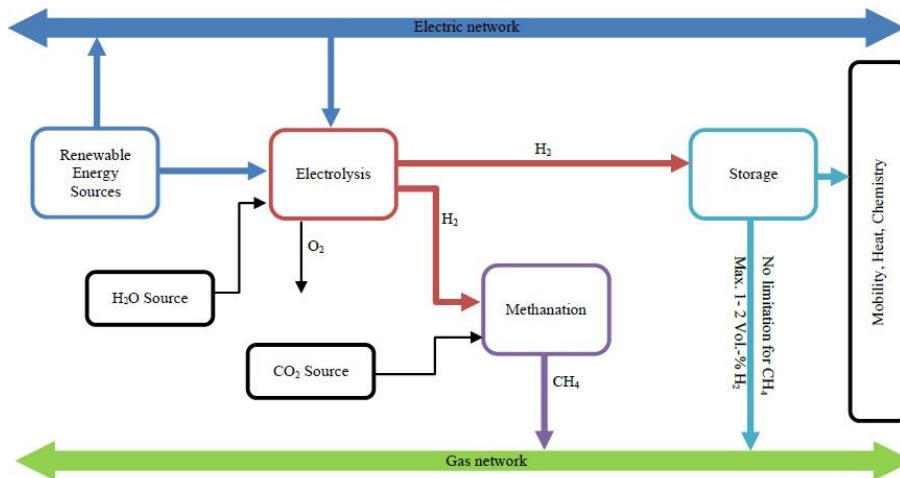 Electric network
Renewable
Energy
Sources
Electrolysis
H₂
Storage
H₂
O₂
H₂O Source
Methanation
CO₂ Source
CH₄
No limitation for CH₄
Max. 1- 2 Vol.-% H₂
Mobility, Heat, Chemistry
Gas network